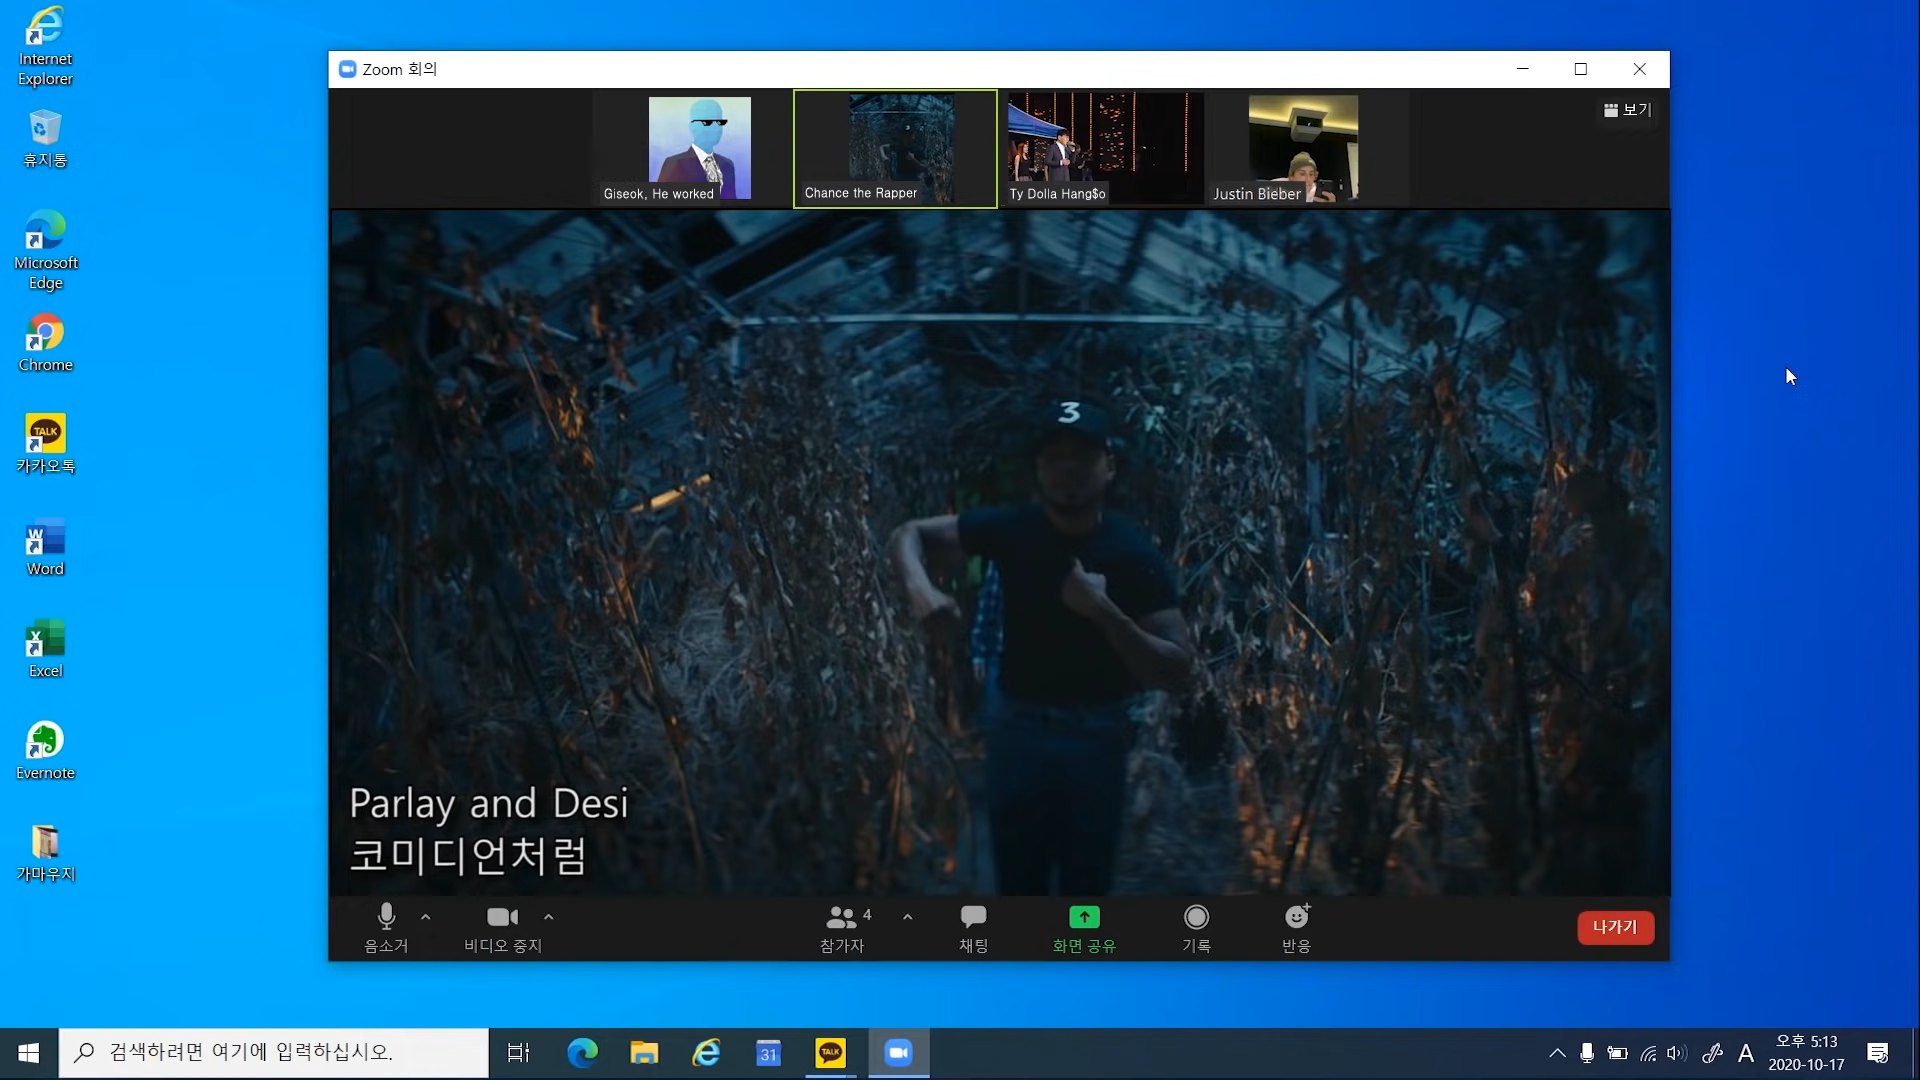 Internet
Explorer
휴지통
Microsoft
Edge
Chrome
TALK
카카오톡
W
Word
X
Excel
Evernote
가마우지
Zoom 회의
보기
Giseok, He worked
Chance the Rapper
Ty Dolla Hang$o
Justin Bieber
3
Parlay and Desi
코미디언처럼
음소거
비디오 중지
4
참가자
채팅
화면 공유
기록
반응
나가기
검색하려면 여기에 입력하십시오.
31
TALK
A
오후 5:13
2020-10-17